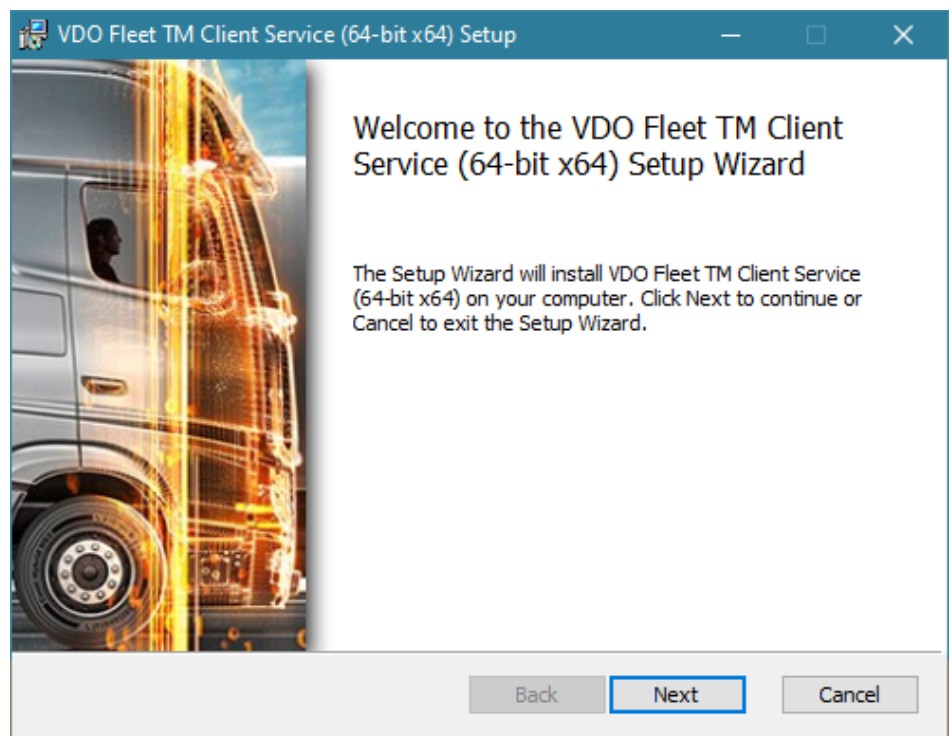 VDO Fleet TM Client Service (64-bit x64) Setup
Welcome to the VDO Fleet TM Client
Service (64-bit x64) Setup Wizard
The Setup Wizard will install VDO Fleet TM Client Service
(64-bit x64) on your computer. Click Next to continue or
Cancel to exit the Setup Wizard.
Back Next Cancel